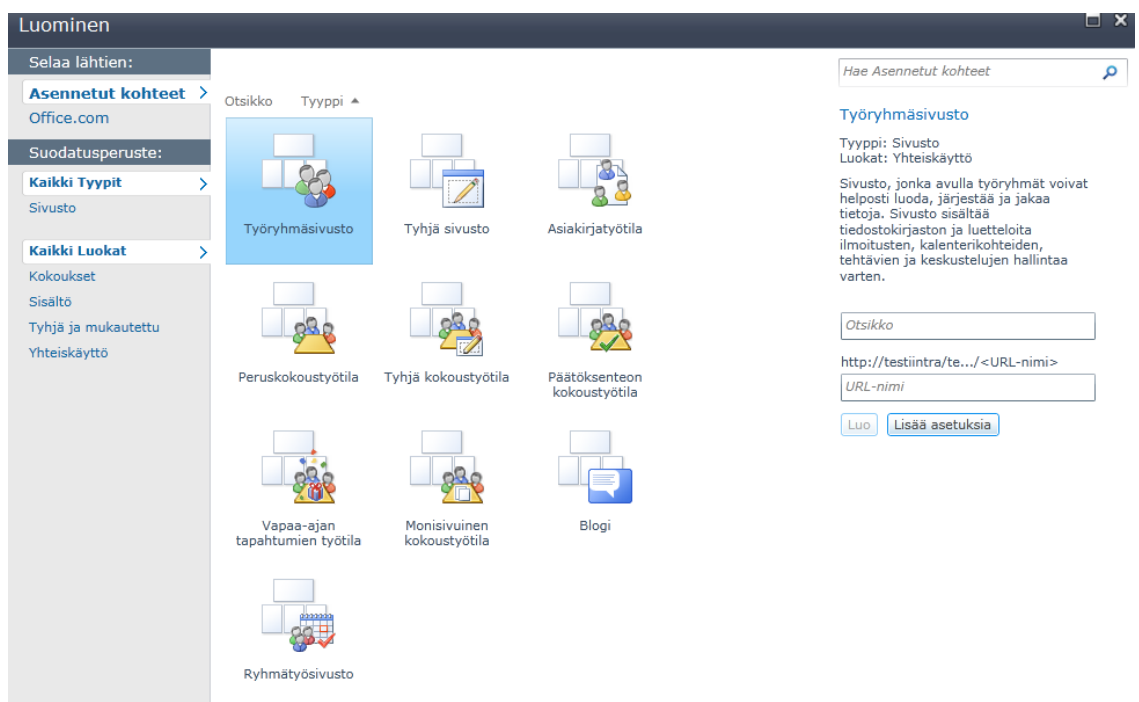 Luominen
Selaa lähtien:
Asennetut kohteet
Office.com
Suodatusperuste:
Kaikki Tyypit
Sivusto
Kaikki Luokat
Kokoukset
Sisältö
Tyhjä ja mukautettu
Yhteiskäyttö
Otsikko Tyyppi
Työryhmäsivusto
Tyhjä sivusto
Asiakirjatyötila
Peruskokoustyötila
Tyhjä kokoustyötila
Päätöksenteon
kokoustyötila
Vapaa-ajan
tapahtumien työtila
Monisivuinen
kokoustyötila
Blogi
Ryhmätyösivusto
Hae Asennetut kohteet
Työryhmäsivusto
Tyyppi: Sivusto
Luokat: Yhteiskäyttö
Sivusto, jonka avulla työryhmät voivat
helposti luoda, järjestää ja jakaa
tietoja. Sivusto sisältää
tiedostokirjaston ja luetteloita
ilmoitusten, kalenterikohteiden,
tehtävien ja keskustelujen hallintaa
varten.
Otsikko
http://testiintra/te.../<URL-nimi>
URL-nimi
Luo Lisää asetuksia